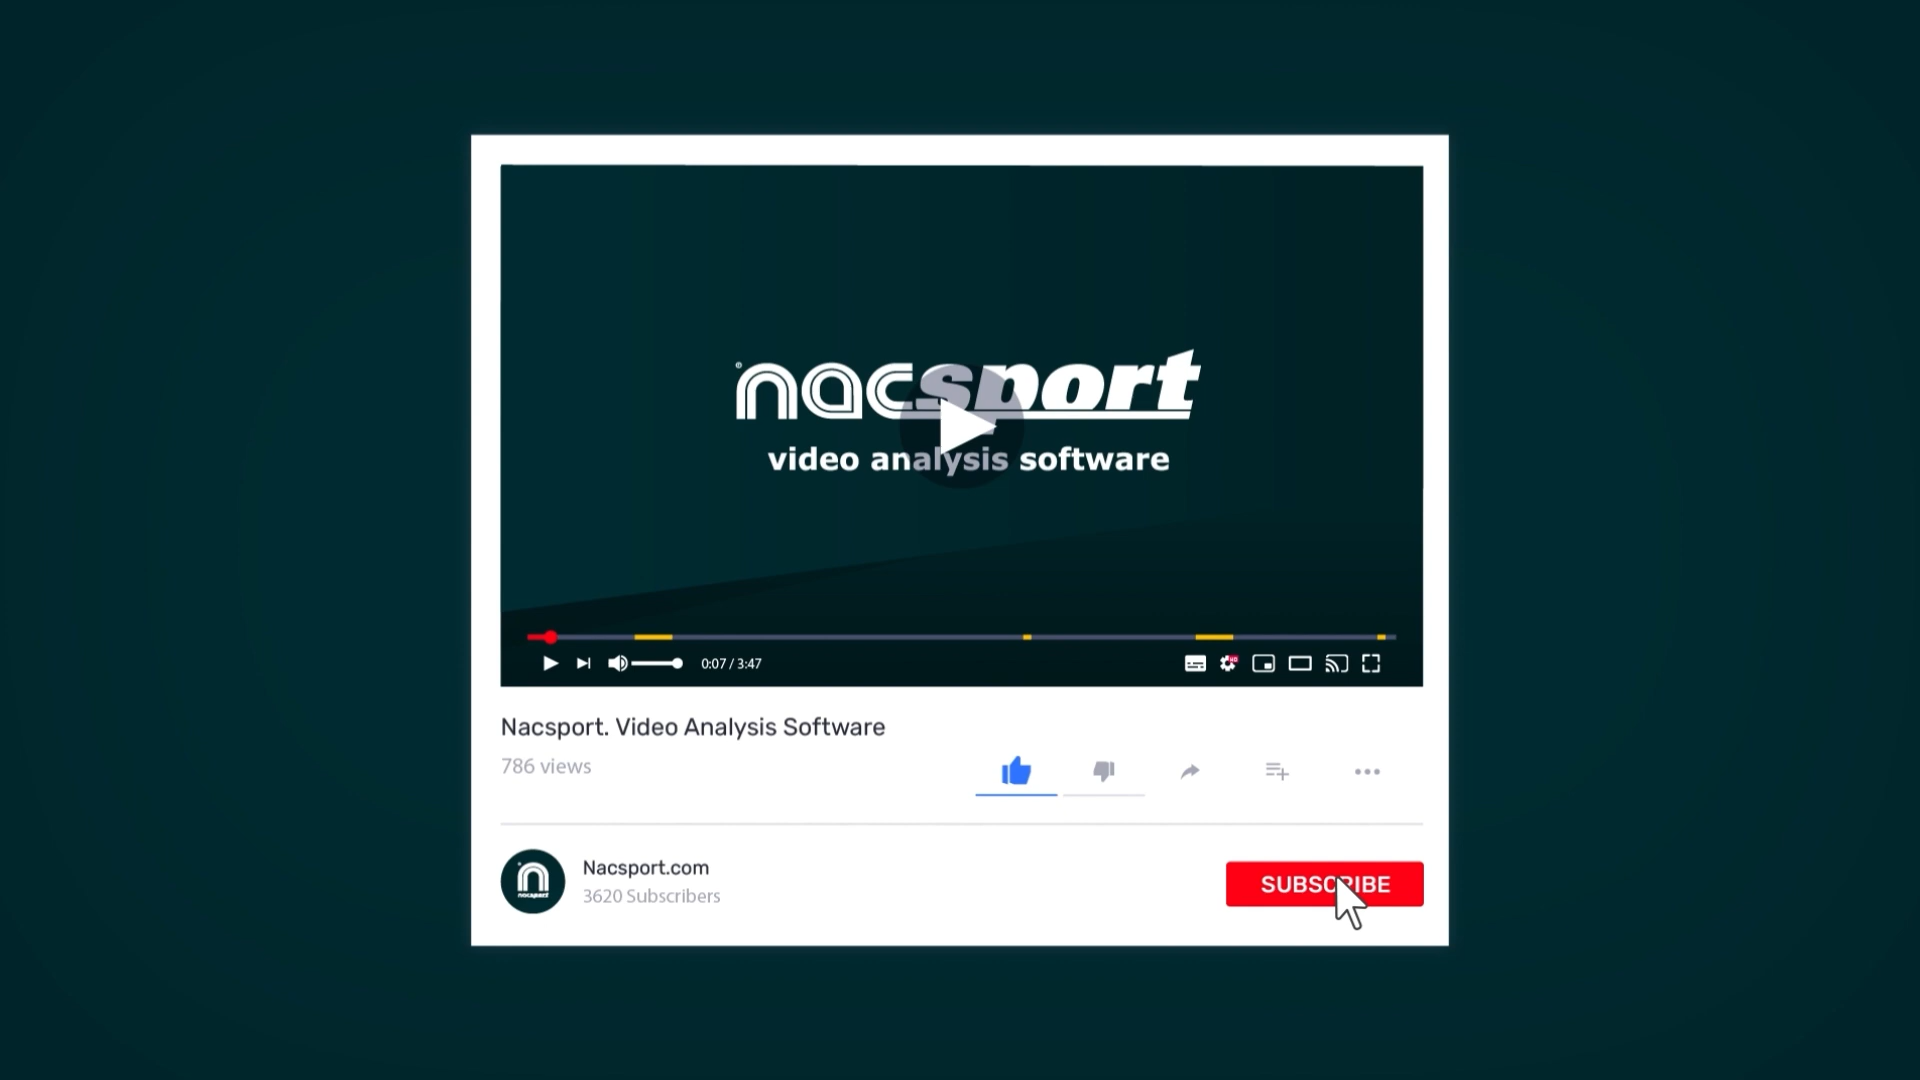 nacsport
video analysis software
0:07 / 3:47
Nacsport. Video Analysis Software
786 views
nacsport
Nacsport.com
3620 Subscribers
SUBSCRIBE